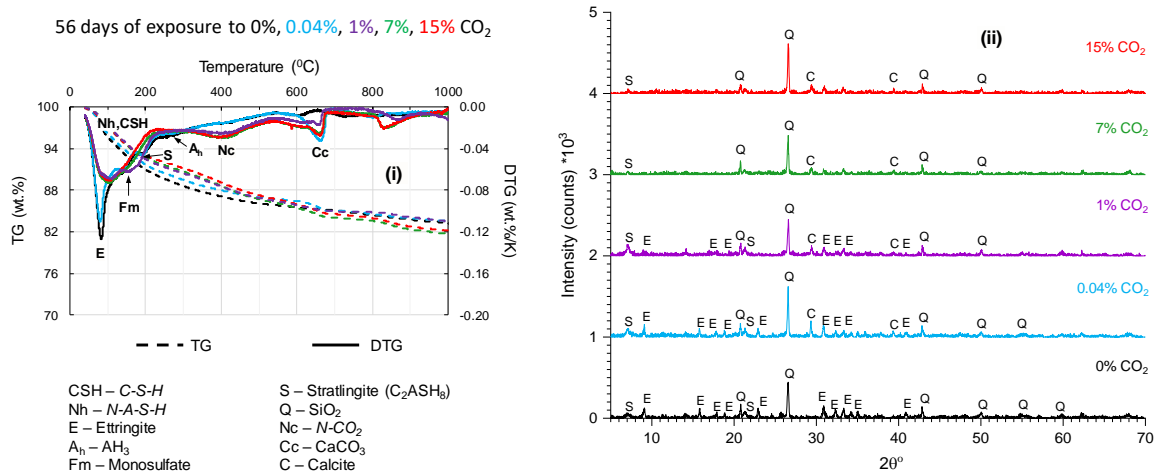 56 days of exposure to 0%, 0.04%, 1%, 7%, 15% CO₂
Temperature (⁰C)
0 200 400 600 800 1000
100
94
88
82
76
70
TG (wt.%)
0.00
-0.04
-0.08
-0.12
-0.16
-0.20
DTG (wt.%/K)
Nh,CSH
Aₕ
S
Nc
Cc
Fm
E
(i)
TG DTG
CSH – C-S-H
Nh – N-A-S-H
E – Ettringite
Aₕ – AH₃
Fm – Monosulfate
S – Stratlingite (C₂ASH₈)
Q – SiO₂
Nc – N-CO₂
Cc – CaCO₃
C – Calcite
(ii)
Intensity (counts) *10³
5
4
3
2
1
0
15% CO₂
S Q Q C C Q Q
7% CO₂
S Q Q C Q
1% CO₂
S E E E Q S Q C E E E C E Q Q
0.04% CO₂
S E E E E Q S E Q C E E E C E Q Q Q
0% CO₂
S E E E E Q S E Q E E E E E Q Q Q Q
10 20 30 40 50 60 70
2θ°